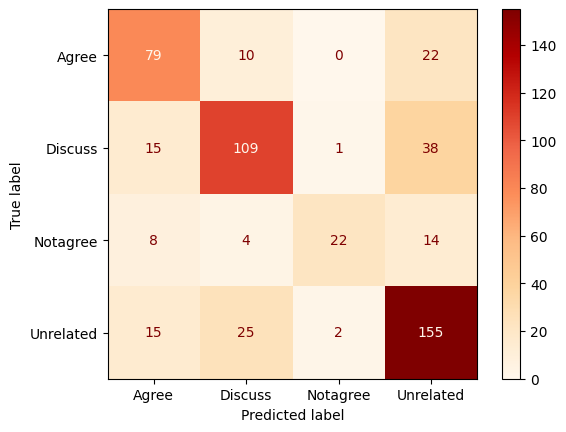 Agree 79 10 0 22
Discuss 15 109 1 38
Notagree 8 4 22 14
Unrelated 15 25 2 155
Agree Discuss Notagree Unrelated
Predicted label
True label
140
120
100
80
60
40
20
0